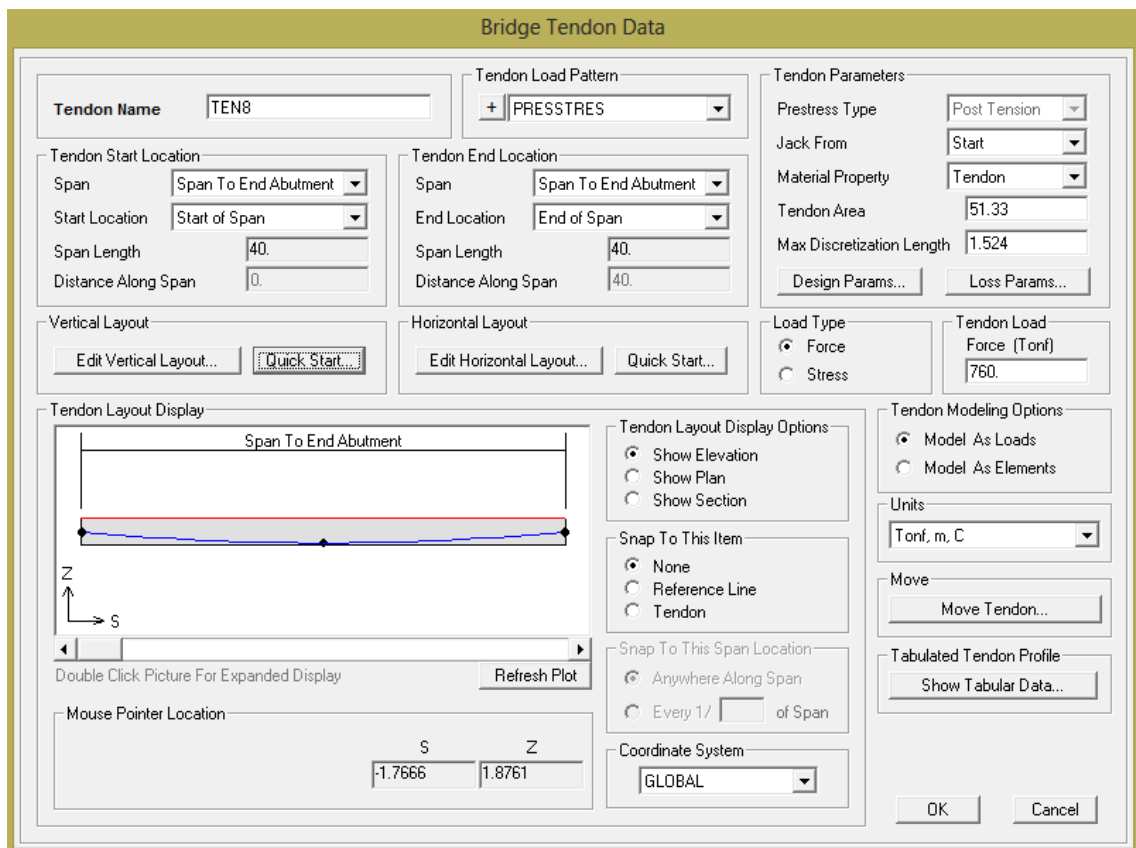 Bridge Tendon Data
Tendon Name TEN8
Tendon Load Pattern
+ PRESSTRES
Tendon Parameters
Prestress Type Post Tension
Jack From Start
Material Property Tendon
Tendon Area 51.33
Max Discretization Length 1.524
Design Params... Loss Params...
Tendon Start Location
Span Span To End Abutment
Start Location Start of Span
Span Length 40.
Distance Along Span 0.
Tendon End Location
Span Span To End Abutment
End Location End of Span
Span Length 40.
Distance Along Span 40.
Vertical Layout
Edit Vertical Layout... Quick Start...
Horizontal Layout
Edit Horizontal Layout... Quick Start...
Load Type
Force
Stress
Tendon Load
Force (Tonf)
760.
Tendon Layout Display
Span To End Abutment
Z
S
Double Click Picture For Expanded Display Refresh Plot
Mouse Pointer Location
S Z
-1.7666 1.8761
Tendon Layout Display Options
Show Elevation
Show Plan
Show Section
Snap To This Item
None
Reference Line
Tendon
Snap To This Span Location
Anywhere Along Span
Every 1/ of Span
Coordinate System
GLOBAL
Tendon Modeling Options
Model As Loads
Model As Elements
Units
Tonf, m, C
Move
Move Tendon...
Tabulated Tendon Profile
Show Tabular Data...
OK Cancel